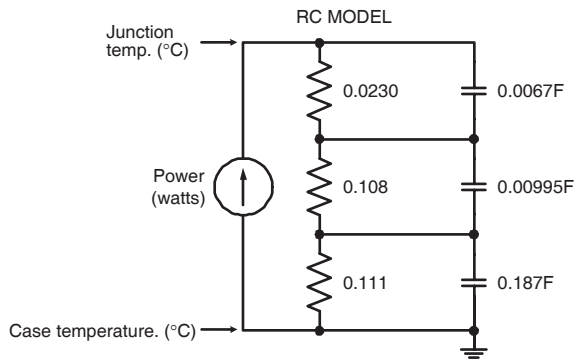 RC MODEL
Junction
temp. (°C)
0.0230
0.0067F
Power
(watts)
0.108
0.00995F
0.111
0.187F
Case temperature. (°C)